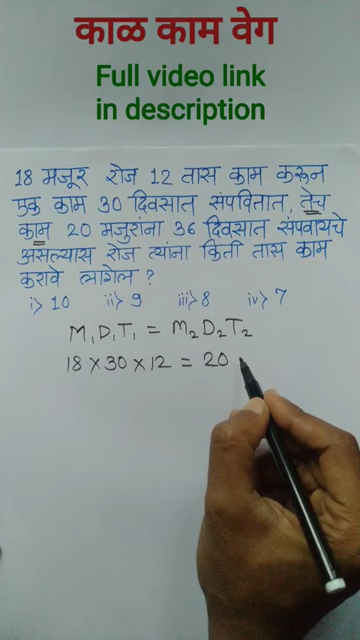 काळ काम वेग
Full video link
in description
18 मजूर रोज 12 तास काम करून
एक काम 30 दिवसात संपवितात, तेच
काम 20 मजुरांना 36 दिवसात संपवायचे
असल्यास रोज त्यांना किती तास काम
करावे लागेल ?
i> 10 ii> 9 iii> 8 iv> 7
M₁D₁T₁ = M₂D₂T₂
18 × 30 × 12 = 20